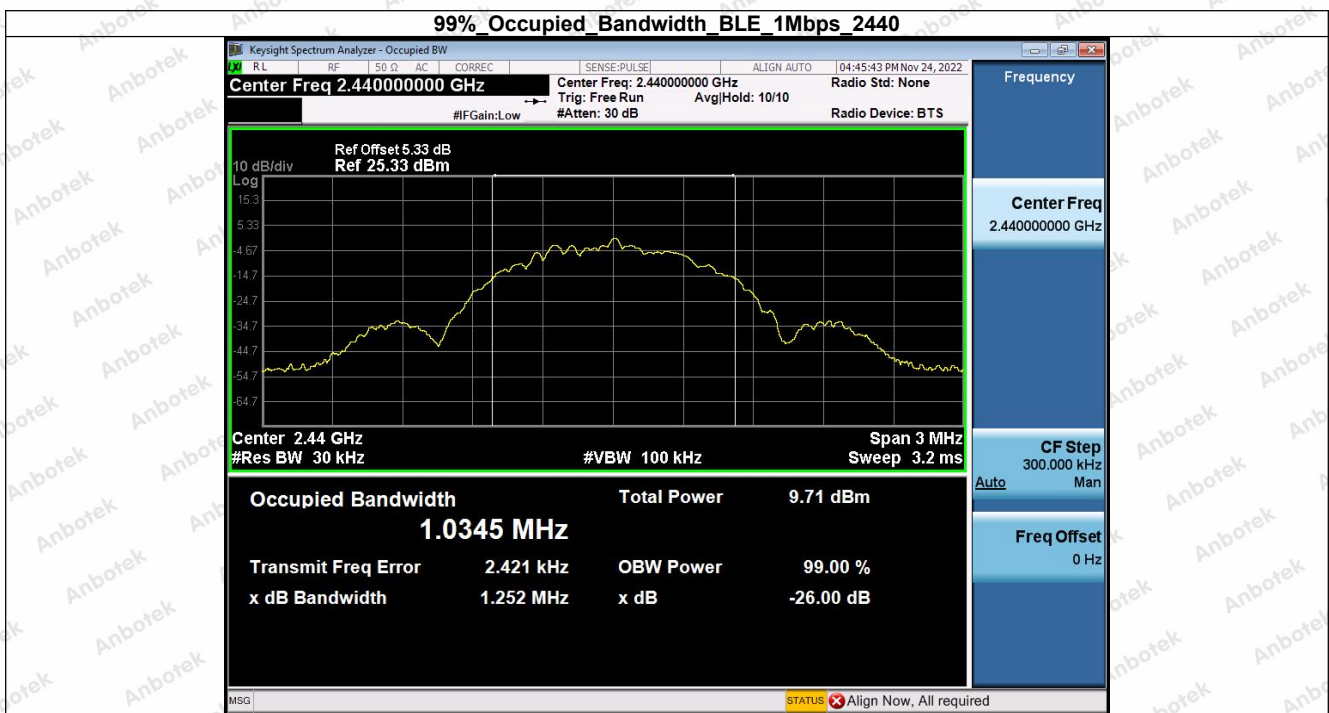 99%_Occupied_Bandwidth_BLE_1Mbps_2440
Keysight Spectrum Analyzer - Occupied BW
LXI RL RF 50 Ω AC CORREC SENSE:PULSE ALIGN AUTO 04:45:43 PM Nov 24, 2022
Center Freq 2.440000000 GHz
Center Freq: 2.440000000 GHz
Radio Std: None
Trig: Free Run Avg|Hold: 10/10
#IFGain:Low
#Atten: 30 dB
Radio Device: BTS
Frequency
Ref Offset 5.33 dB
10 dB/div Ref 25.33 dBm
Log
15.3
5.33
-4.67
-14.7
-24.7
-34.7
-44.7
-54.7
-64.7
Center 2.44 GHz
Span 3 MHz
#Res BW 30 kHz
#VBW 100 kHz
Sweep 3.2 ms
Occupied Bandwidth
Total Power 9.71 dBm
1.0345 MHz
Transmit Freq Error 2.421 kHz OBW Power 99.00 %
x dB Bandwidth 1.252 MHz x dB -26.00 dB
Center Freq
2.440000000 GHz
CF Step
300.000 kHz
Auto Man
Freq Offset
0 Hz
MSG
STATUS Align Now, All required
Anbotek